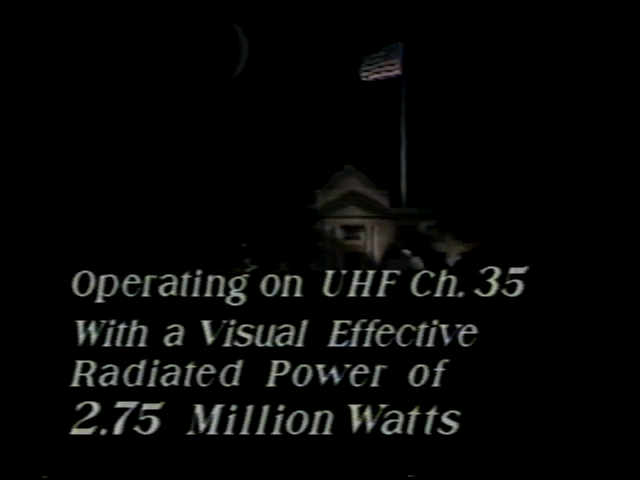 Operating on UHF Ch. 35
With a Visual Effective
Radiated Power of
2.75 Million Watts